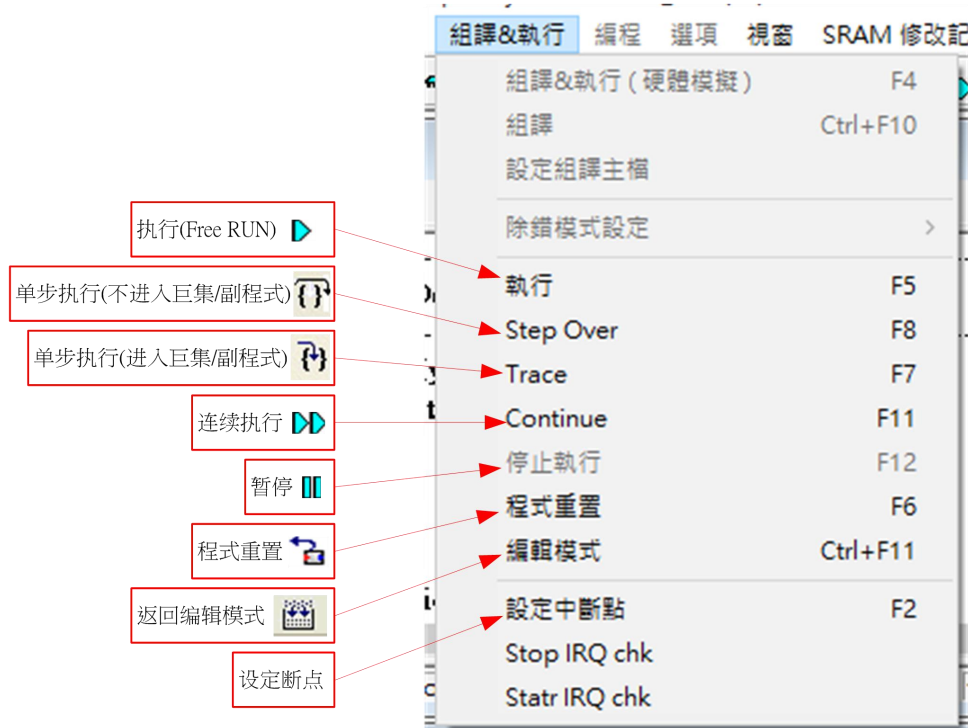 組譯&執行 編程 選項 視窗 SRAM 修改記
組譯&執行 ( 硬體模擬 ) F4
組譯 Ctrl+F10
設定組譯主檔
除錯模式設定 >
执行(Free RUN)
執行 F5
单步执行(不进入巨集/副程式)
Step Over F8
单步执行(进入巨集/副程式)
Trace F7
连续执行
Continue F11
暂停
停止執行 F12
程式重置
程式重置 F6
返回编辑模式
編輯模式 Ctrl+F11
设定断点
設定中斷點 F2
Stop IRQ chk
Statr IRQ chk